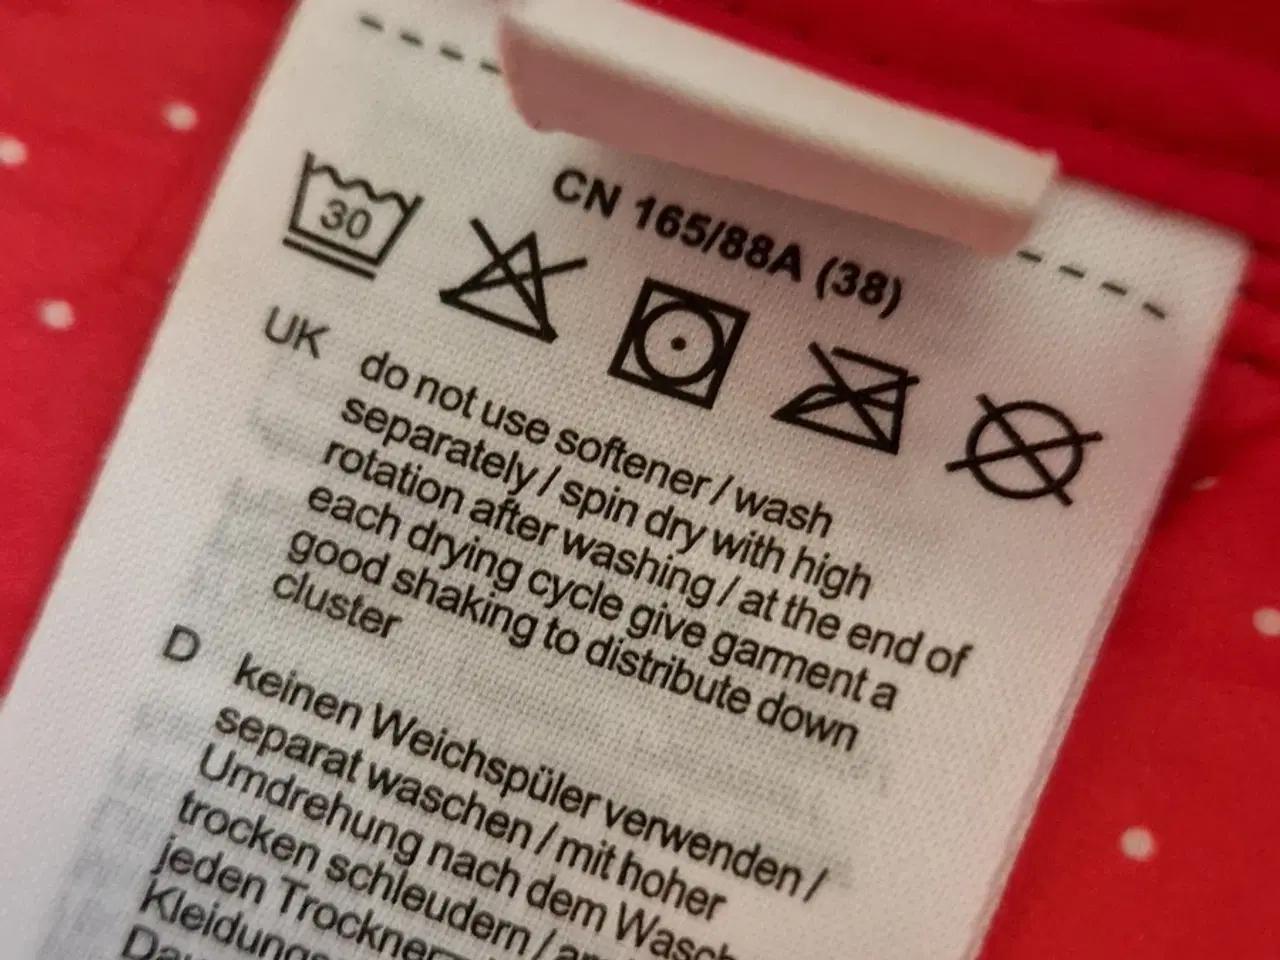 CN 165/88A (38)
30
UK do not use softener / wash
separately / spin dry with high
rotation after washing / at the end of
each drying cycle give garment a
good shaking to distribute down
cluster
D keinen Weichspüler verwenden /
separat waschen / mit hoher
Umdrehung nach dem
trocken schleudern /
jeden